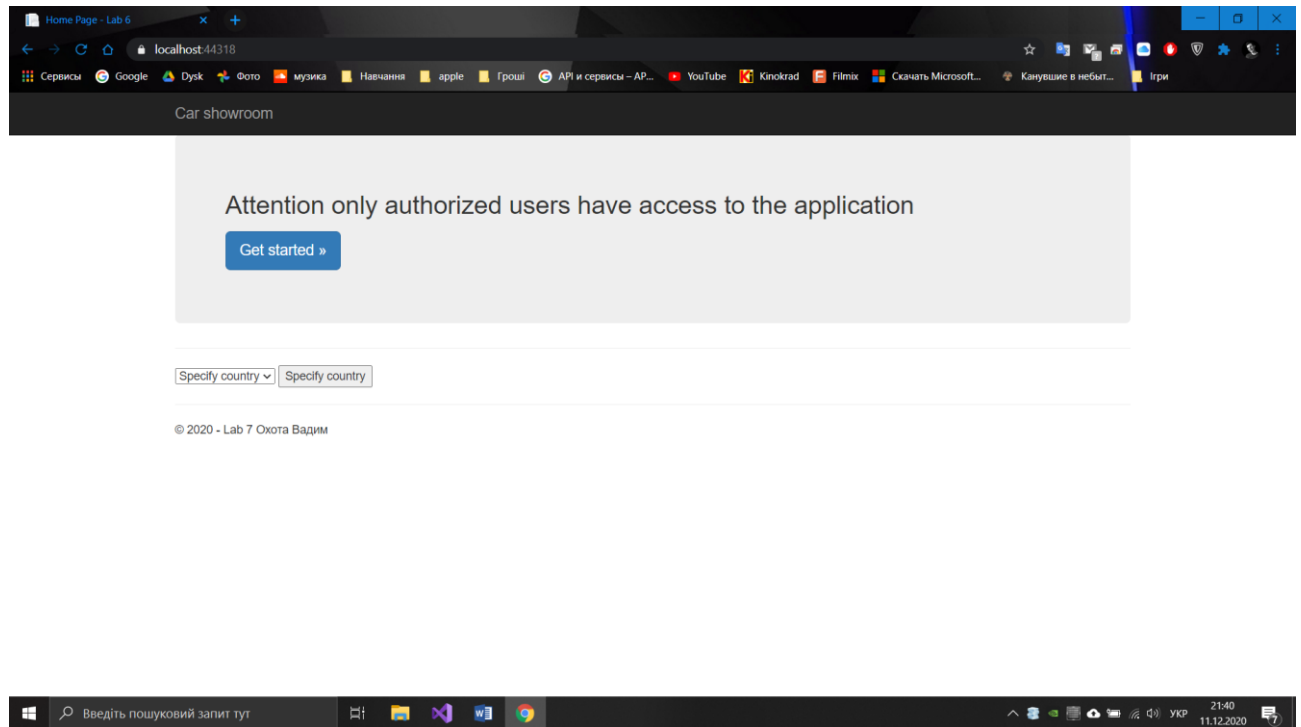 Home Page - Lab 6
localhost:44318
Сервисы Google Dysk Фото музика Навчання apple Гроші API и сервисы – AP... YouTube Kinokrad Filmix Скачать Microsoft... Канувшие в небыт... Ігри
Car showroom
Attention only authorized users have access to the application
Get started »
Specify country Specify country
© 2020 - Lab 7 Охота Вадим
Введіть пошуковий запит тут
УКР
21:40
11.12.2020
7